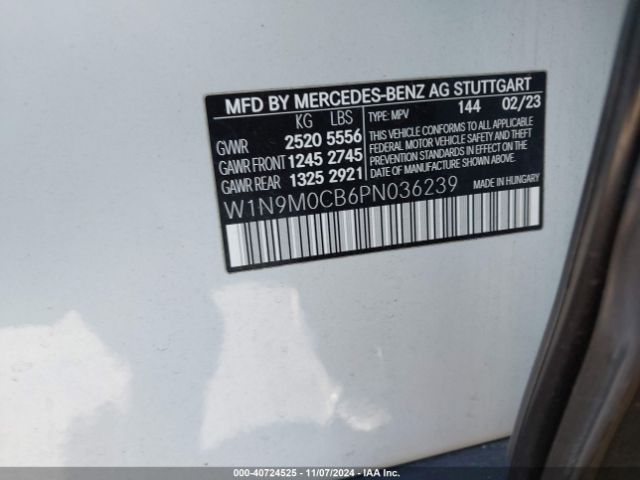 MFD BY MERCEDES-BENZ AG STUTTGART
KG LBS TYPE: MPV 144 02/23
GVWR 2520 5556
GAWR FRONT 1245 2745
GAWR REAR 1325 2921
THIS VEHICLE CONFORMS TO ALL APPLICABLE
FEDERAL MOTOR VEHICLE SAFETY AND THEFT
PREVENTION STANDARDS IN EFFECT ON THE DATE
OF MANUFACTURE SHOWN ABOVE.
W1N9M0CB6PN036239
MADE IN HUNGARY
000-40724525 - 11/07/2024 - IAA Inc.